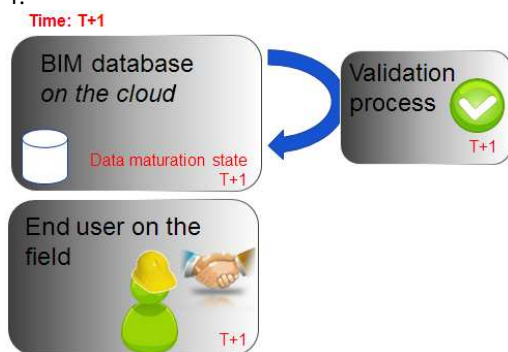 Time: T+1
BIM database
on the cloud
Data maturation state
T+1
Validation
process
T+1
End user on the
field
T+1